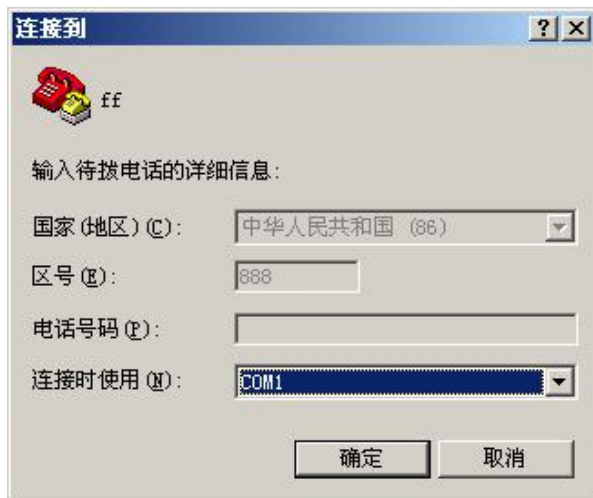 连接到
ff
输入待拨电话的详细信息:
国家(地区)(C): 中华人民共和国 (86)
区号(E): 888
电话号码(P):
连接时使用(N): COM1
确定 取消